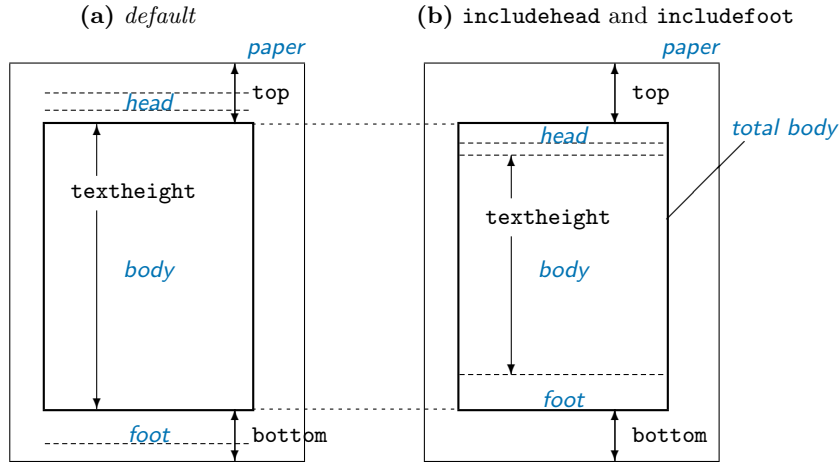 (a) default
(b) includehead and includefoot
paper
paper
head
top
top
head
total body
textheight
textheight
body
body
foot
foot
bottom
bottom